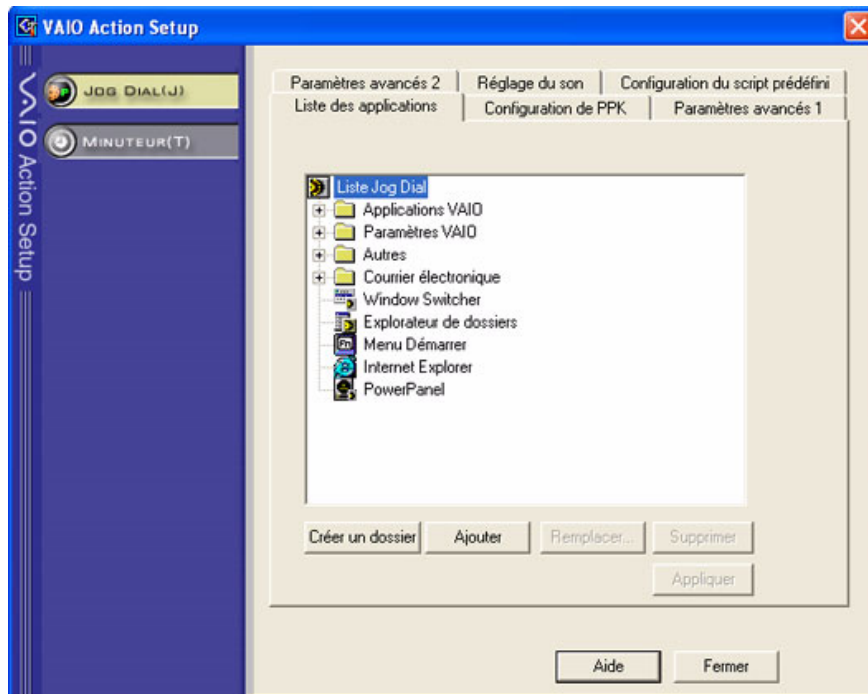 VAIO Action Setup
VAIO Action Setup
JOG DIAL(J)
MINUTEUR(T)
Paramètres avancés 2
Réglage du son
Configuration du script prédéfini
Liste des applications
Configuration de PPK
Paramètres avancés 1
Liste Jog Dial
Applications VAIO
Paramètres VAIO
Autres
Courrier électronique
Window Switcher
Explorateur de dossiers
Menu Démarrer
Internet Explorer
PowerPanel
Créer un dossier
Ajouter
Remplacer...
Supprimer
Appliquer
Aide
Fermer